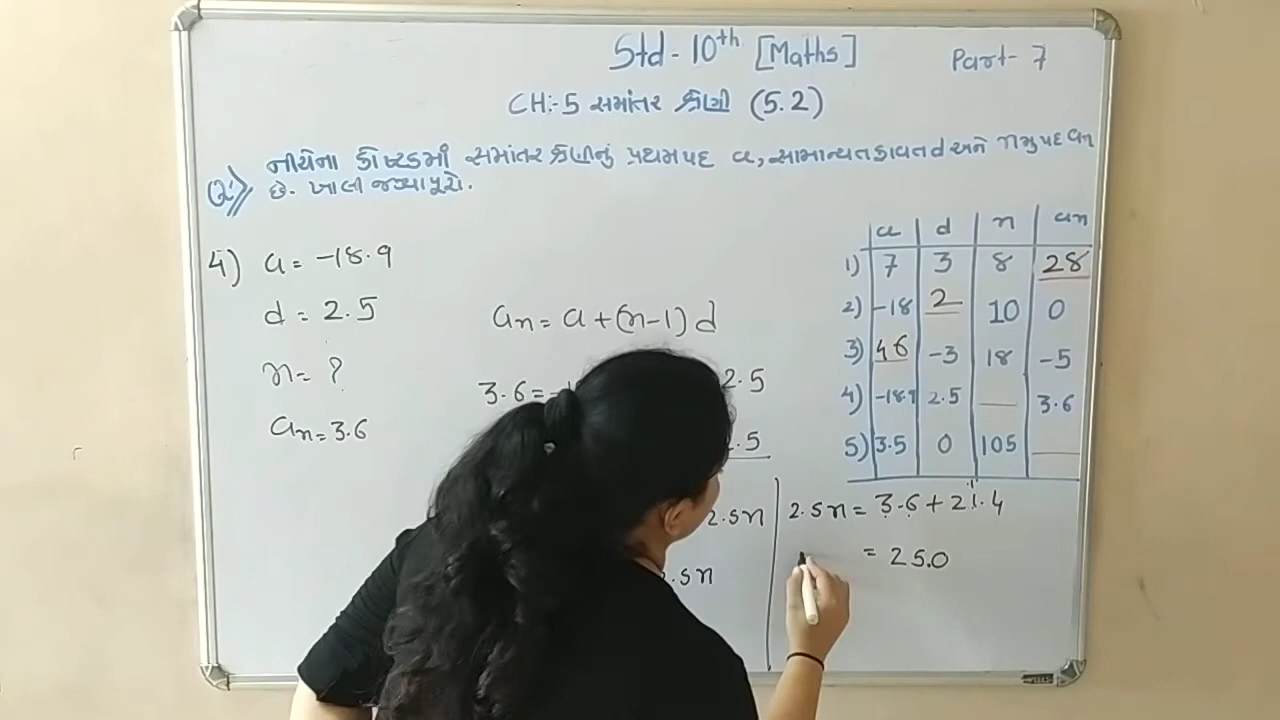 Std - 10th [Maths]
Part - 7
CH:- 5 સમાંતર શ્રેણી (5.2)
Q.1 નીચેના કોષ્ટકમાં સમાંતર શ્રેણીનું પ્રથમ પદ a, સામાન્ય તફાવત d અને nમુ પદ an
છે. ખાલી જગ્યા પૂરો.
4) a = -18.9
d = 2.5
n = ?
an = 3.6
an = a + (n-1) d
3.6 =
2.5
2.5
2.5n
.5n
a d n an
1) 7 3 8 28
2) -18 2 10 0
3) 46 -3 18 -5
4) -18.9 2.5 __ 3.6
5) 3.5 0 105 __
2.5n = 3.6 + 21.4
= 25.0